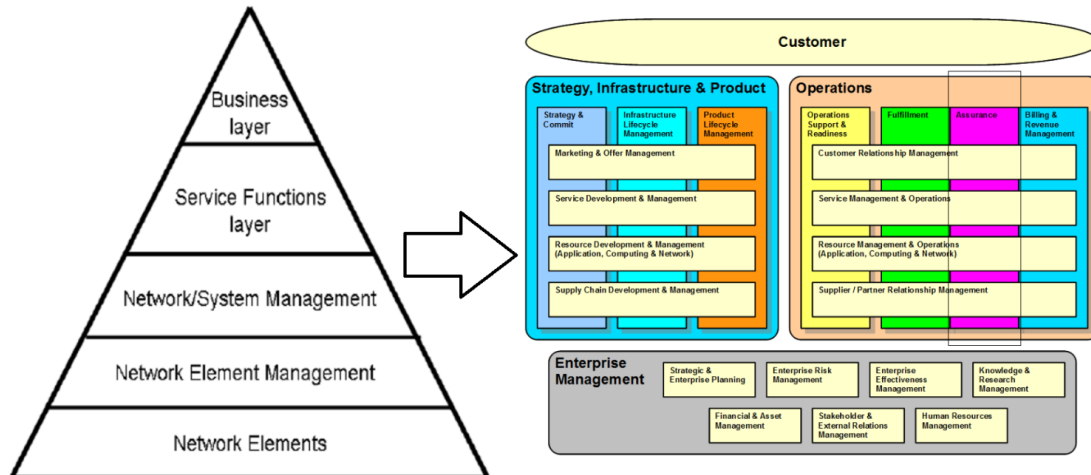 Business
layer
Service Functions
layer
Network/System Management
Network Element Management
Network Elements
Customer
Strategy, Infrastructure & Product
Strategy &
Commit
Infrastructure
Lifecycle
Management
Product
Lifecycle
Management
Marketing & Offer Management
Service Development & Management
Resource Development & Management
(Application, Computing & Network)
Supply Chain Development & Management
Operations
Operations
Support &
Readiness
Fulfillment
Assurance
Billing &
Revenue
Management
Customer Relationship Management
Service Management & Operations
Resource Management & Operations
(Application, Computing & Network)
Supplier / Partner Relationship Management
Enterprise
Management
Strategic &
Enterprise Planning
Enterprise Risk
Management
Enterprise
Effectiveness
Management
Knowledge &
Research
Management
Financial & Asset
Management
Stakeholder &
External Relations
Management
Human Resources
Management